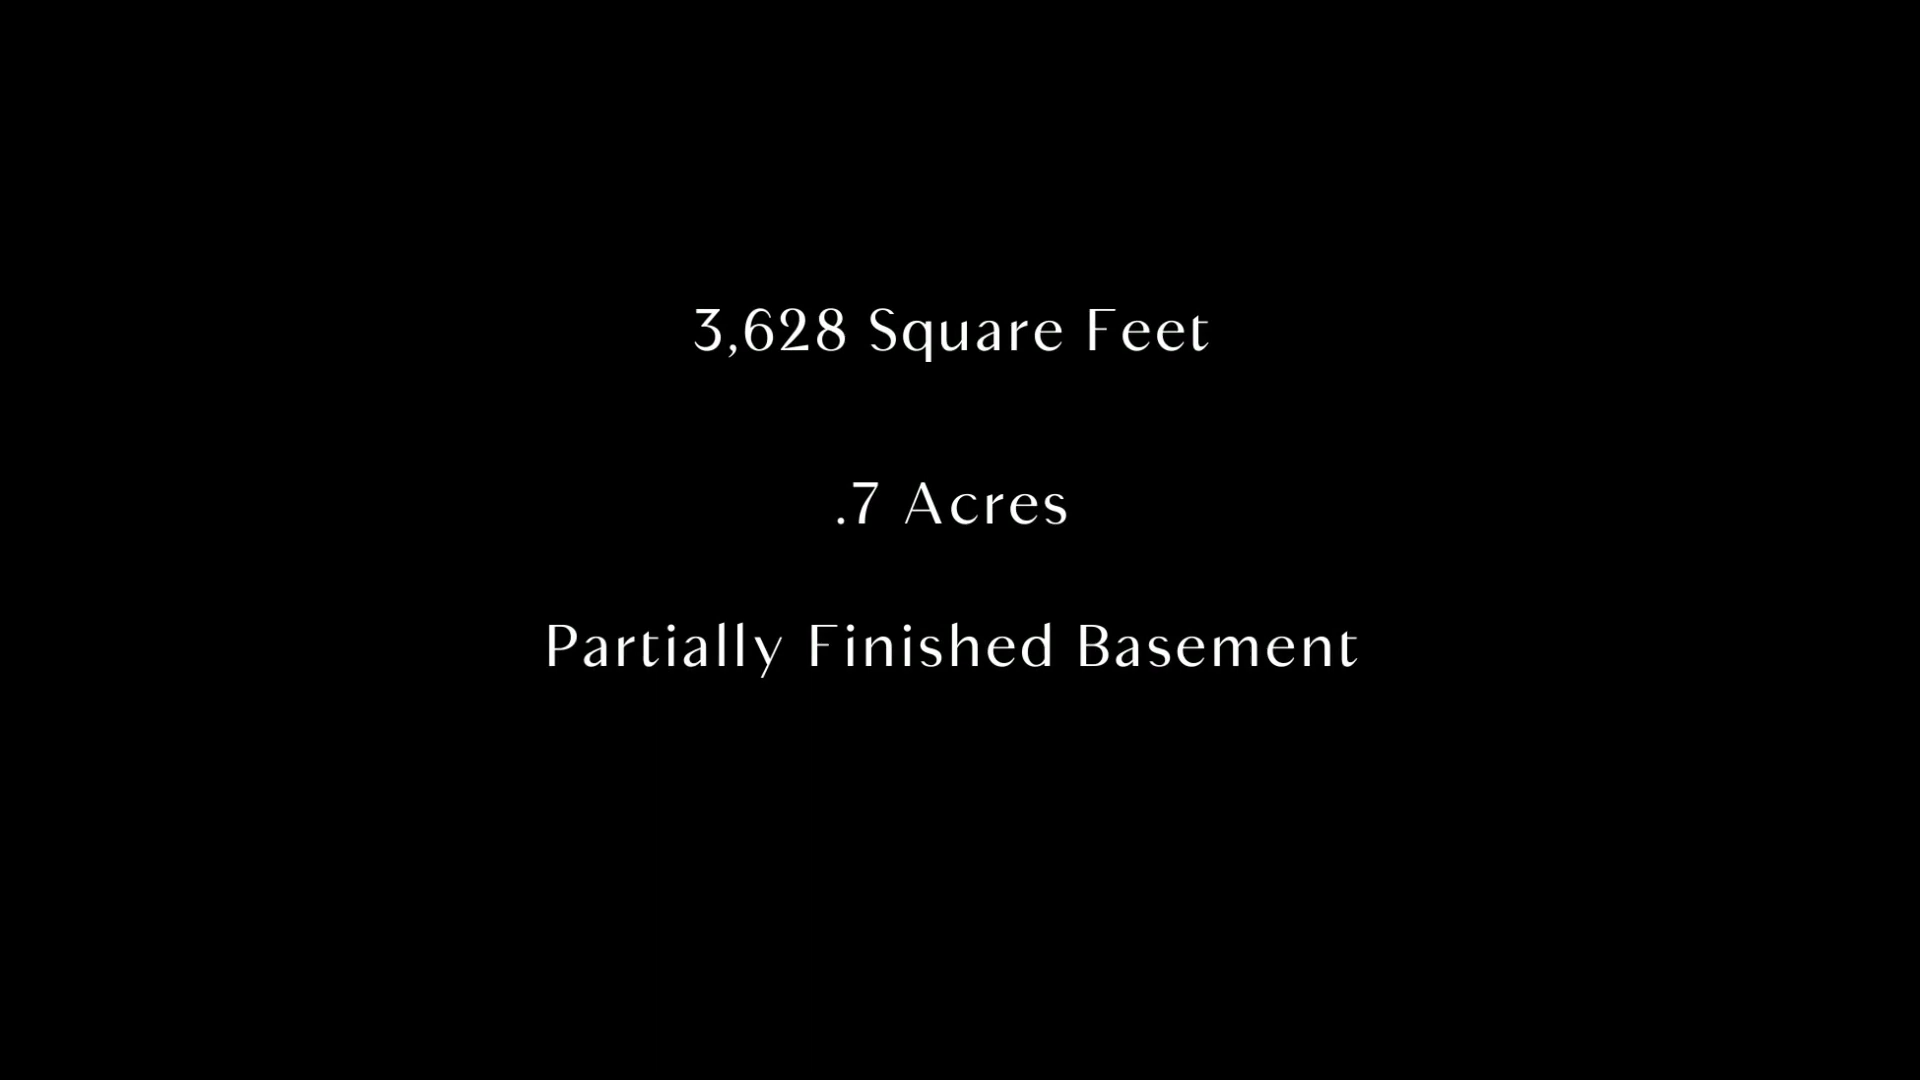 3,628 Square Feet
.7 Acres
Partially Finished Basement